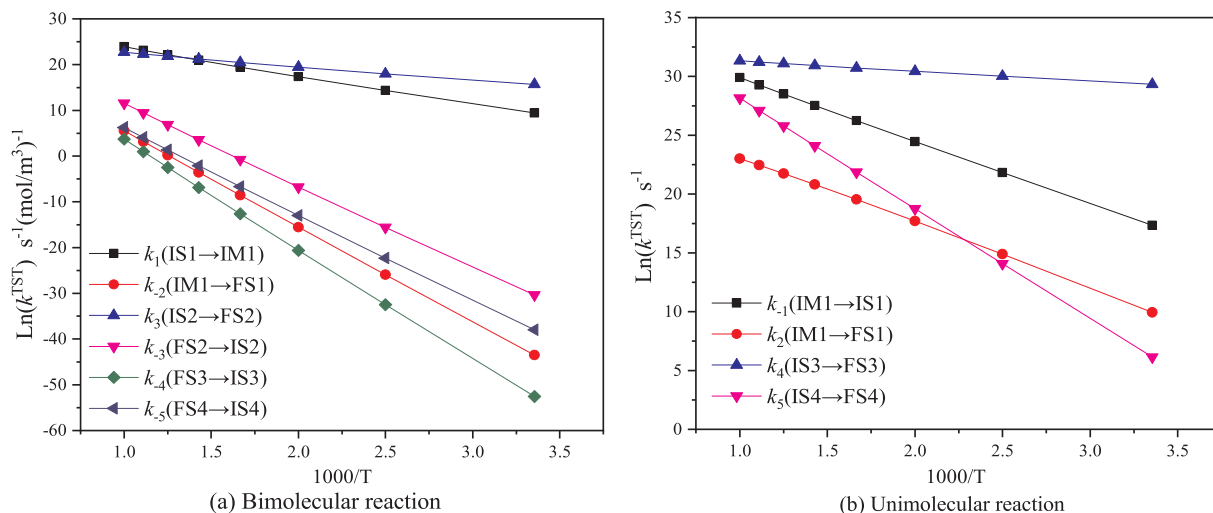 30
20
10
0
-10
-20
-30
-40
-50
-60
Ln(k^TST) s^-1(mol/m^3)^-1
k_1(IS1→IM1)
k_-2(IM1→FS1)
k_3(IS2→FS2)
k_-3(FS2→IS2)
k_-4(FS3→IS3)
k_-5(FS4→IS4)
1.0 1.5 2.0 2.5 3.0 3.5
1000/T
(a) Bimolecular reaction
35
30
25
20
15
10
5
0
Ln(k^TST) s^-1
k_-1(IM1→IS1)
k_2(IM1→FS1)
k_4(IS3→FS3)
k_5(IS4→FS4)
1.0 1.5 2.0 2.5 3.0 3.5
1000/T
(b) Unimolecular reaction